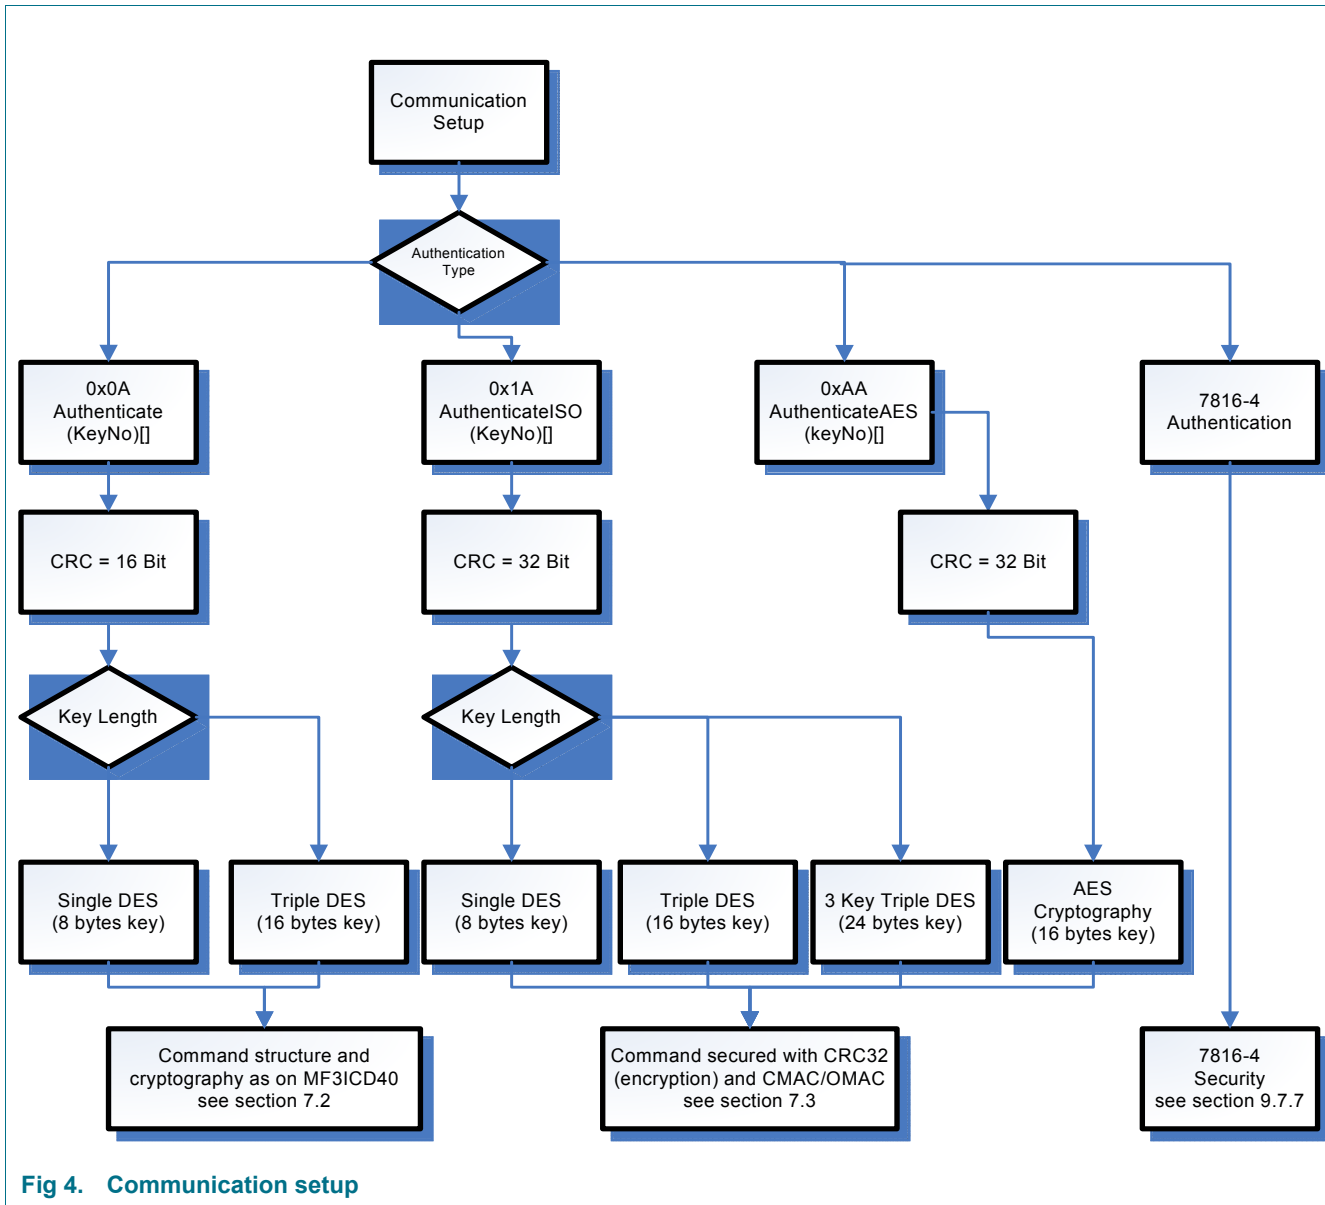 Communication
Setup
Authentication
Type
0x0A
Authenticate
(KeyNo)[]
0x1A
AuthenticateISO
(KeyNo)[]
0xAA
AuthenticateAES
(keyNo)[]
7816-4
Authentication
CRC = 16 Bit
CRC = 32 Bit
CRC = 32 Bit
Key Length
Key Length
Single DES
(8 bytes key)
Triple DES
(16 bytes key)
Single DES
(8 bytes key)
Triple DES
(16 bytes key)
3 Key Triple DES
(24 bytes key)
AES
Cryptography
(16 bytes key)
Command structure and
cryptography as on MF3ICD40
see section 7.2
Command secured with CRC32
(encryption) and CMAC/OMAC
see section 7.3
7816-4
Security
see section 9.7.7
Fig 4. Communication setup